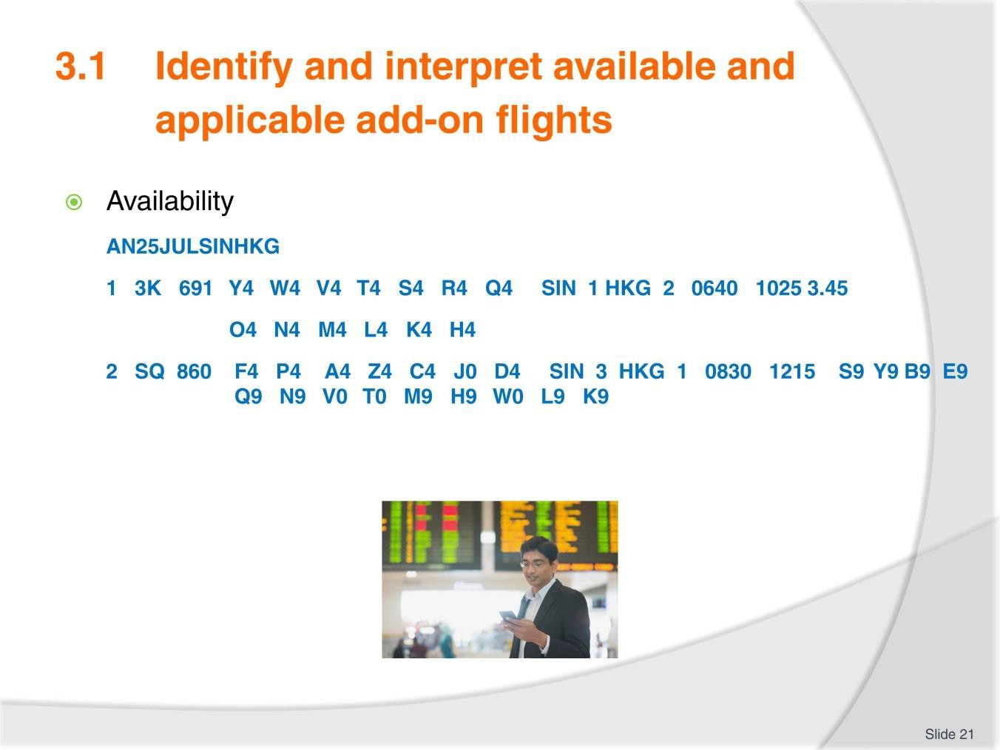 3.1 Identify and interpret available and
applicable add-on flights
Availability
AN25JULSINHKG
1 3K 691 Y4 W4 V4 T4 S4 R4 Q4 SIN 1 HKG 2 0640 1025 3.45
O4 N4 M4 L4 K4 H4
2 SQ 860 F4 P4 A4 Z4 C4 J0 D4 SIN 3 HKG 1 0830 1215 S9 Y9 B9 E9
Q9 N9 V0 T0 M9 H9 W0 L9 K9
Slide 21